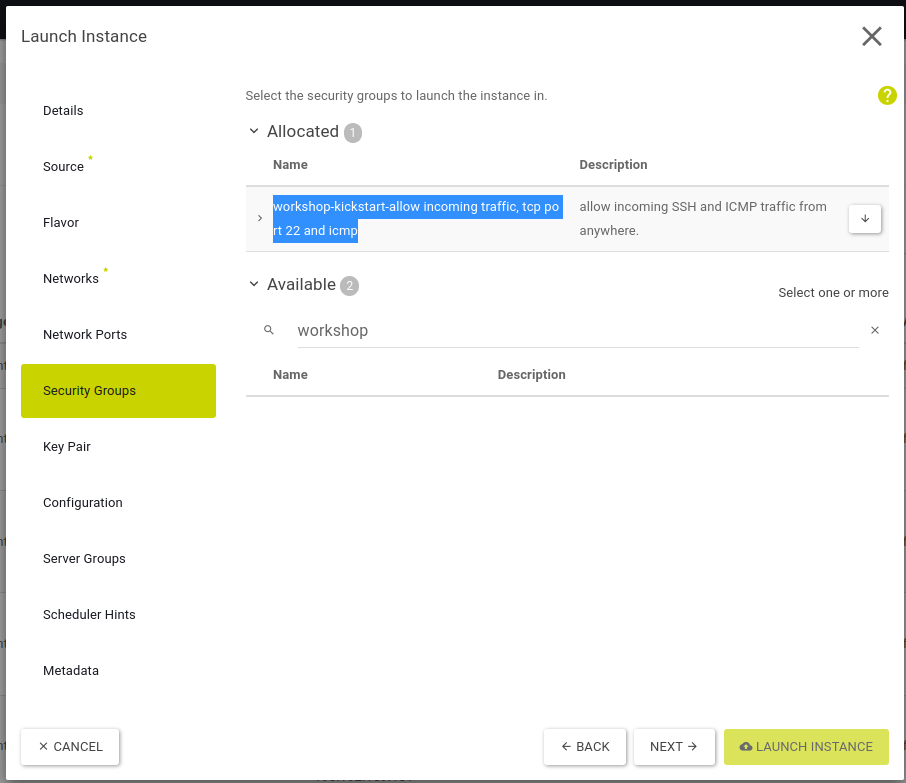 Launch Instance
Details
Source *
Flavor
Networks *
Network Ports
Security Groups
Key Pair
Configuration
Server Groups
Scheduler Hints
Metadata
Select the security groups to launch the instance in.
?
Allocated 1
Name Description
workshop-kickstart-allow incoming traffic, tcp po
rt 22 and icmp
allow incoming SSH and ICMP traffic from
anywhere.
Available 2
Select one or more
workshop
Name Description
CANCEL
BACK
NEXT
LAUNCH INSTANCE